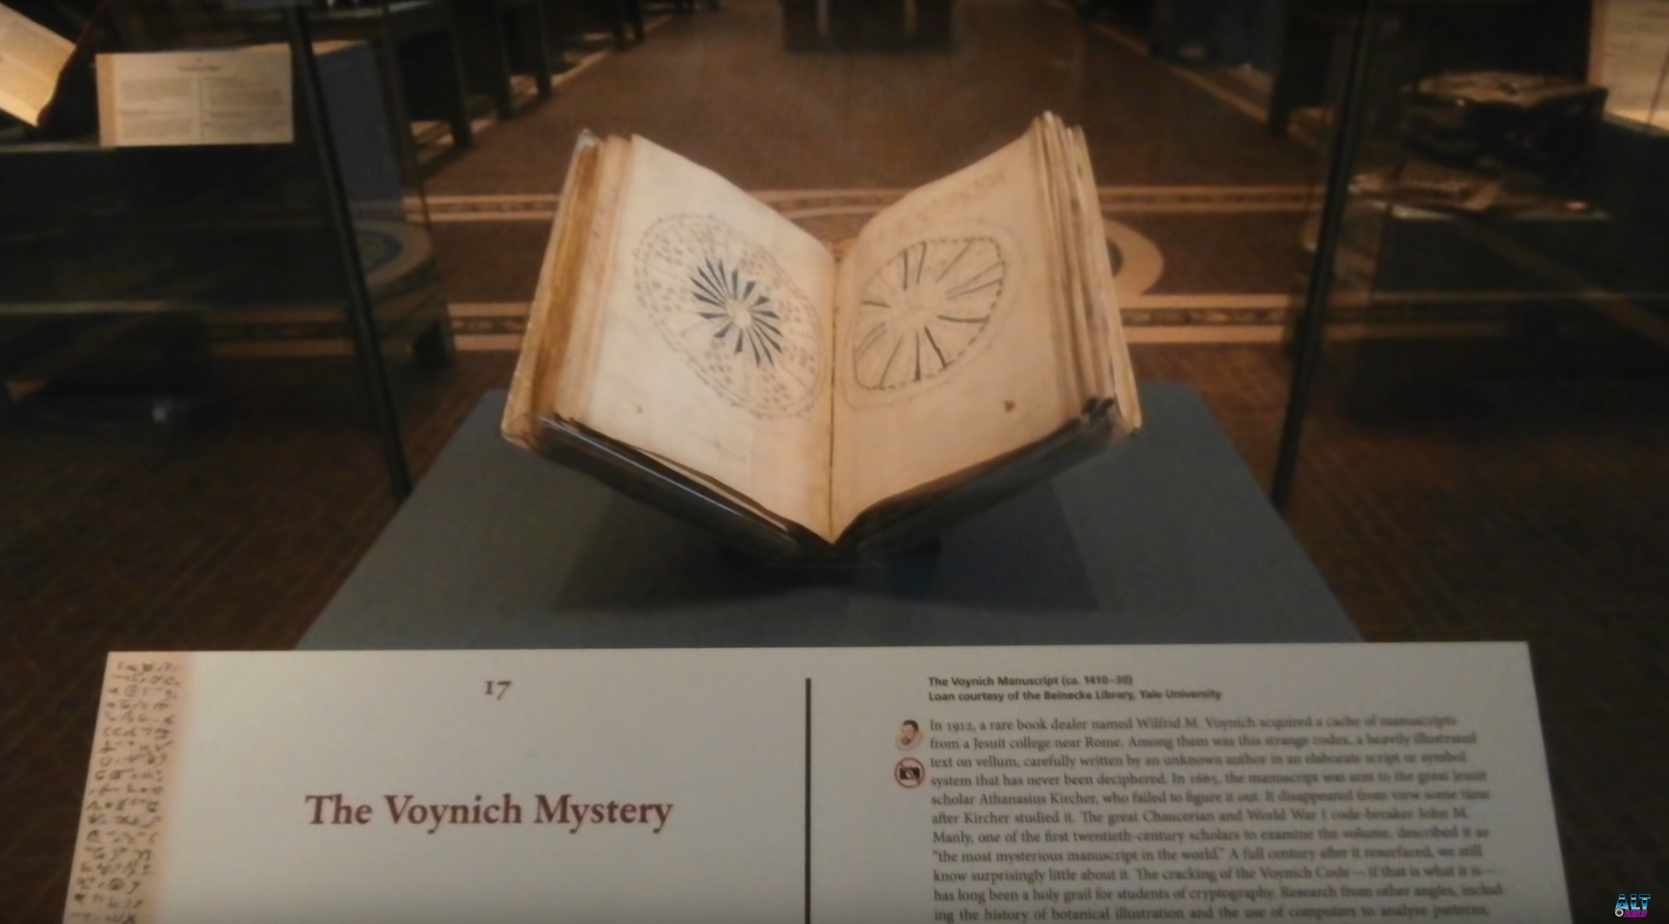 17
The Voynich Mystery
The Voynich Manuscript (ca. 1410–30)
Loan courtesy of the Beinecke Library, Yale University
In 1912, a rare book dealer named Wilfrid M. Voynich acquired a cache of manuscripts
from a Jesuit college near Rome. Among them was this strange codex, a heavily illustrated
text on vellum, carefully written by an unknown author in an elaborate script or symbol
system that has never been deciphered. In 1665, the manuscript was sent to the great Jesuit
scholar Athanasius Kircher, who failed to figure it out. It disappeared from view some time
after Kircher studied it. The great Chaucerian and World War I code-breaker John M.
Manly, one of the first twentieth-century scholars to examine the volume, described it as
"the most mysterious manuscript in the world." A full century after it resurfaced, we still
know surprisingly little about it. The cracking of the Voynich Code — if that is what it is —
has long been a holy grail for students of cryptography. Research from other angles, includ-
ing the history of botanical illustration and the use of computers to analyse patterns,
ALT